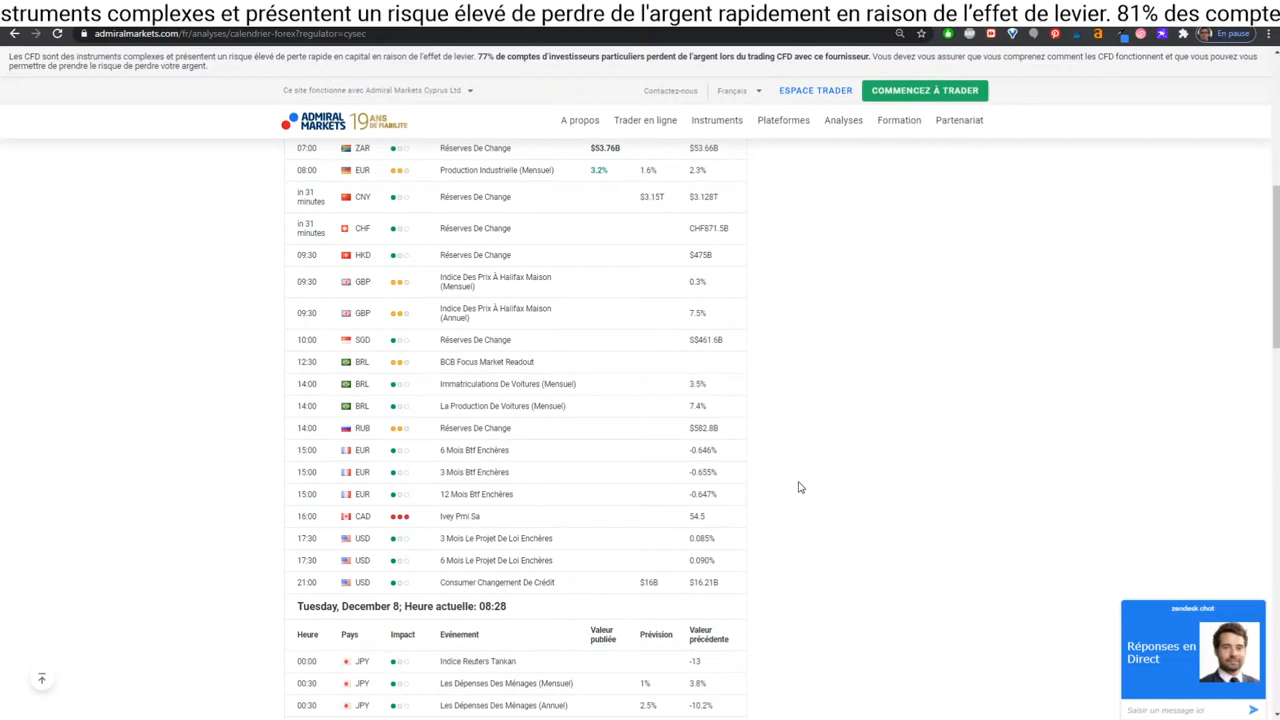 struments complexes et présentent un risque élevé de perdre de l'argent rapidement en raison de l’effet de levier. 81% des compte
admiralmarkets.com/fr/analyses/calendrier-forex?regulator=cysec
En pause
Les CFD sont des instruments complexes et présentent un risque élevé de perte rapide en capital en raison de l'effet de levier. 77% de comptes d'investisseurs particuliers perdent de l'argent lors du trading CFD avec ce fournisseur. Vous devez vous assurer que vous comprenez comment les CFD fonctionnent et que vous pouvez vous
permettre de prendre le risque de perdre votre argent.
Ce site fonctionne avec Admiral Markets Cyprus Ltd
Contactez-nous
Français
ESPACE TRADER
COMMENCEZ À TRADER
ADMIRAL MARKETS 19 ANS DE FIABILITE
A propos Trader en ligne Instruments Plateformes Analyses Formation Partenariat
07:00 ZAR Réserves De Change $53.76B $53.66B
08:00 EUR Production Industrielle (Mensuel) 3.2% 1.6% 2.3%
in 31 minutes CNY Réserves De Change $3.15T $3.128T
in 31 minutes CHF Réserves De Change CHF871.5B
09:30 HKD Réserves De Change $475B
09:30 GBP Indice Des Prix À Halifax Maison (Mensuel) 0.3%
09:30 GBP Indice Des Prix À Halifax Maison (Annuel) 7.5%
10:00 SGD Réserves De Change S$461.6B
12:30 BRL BCB Focus Market Readout
14:00 BRL Immatriculations De Voitures (Mensuel) 3.5%
14:00 BRL La Production De Voitures (Mensuel) 7.4%
14:00 RUB Réserves De Change $582.8B
15:00 EUR 6 Mois Btf Enchères -0.646%
15:00 EUR 3 Mois Btf Enchères -0.655%
15:00 EUR 12 Mois Btf Enchères -0.647%
16:00 CAD Ivey Pmi Sa 54.5
17:30 USD 3 Mois Le Projet De Loi Enchères 0.085%
17:30 USD 6 Mois Le Projet De Loi Enchères 0.090%
21:00 USD Consumer Changement De Crédit $16B $16.21B
Tuesday, December 8; Heure actuelle: 08:28
Heure Pays Impact Evénement Valeur publiée Prévision Valeur précédente
00:00 JPY Indice Reuters Tankan -13
00:30 JPY Les Dépenses Des Ménages (Mensuel) 1% 3.8%
00:30 JPY Les Dépenses Des Ménages (Annuel) 2.5% -10.2%
zendesk chat
Réponses en
Direct
Saisir un message ici